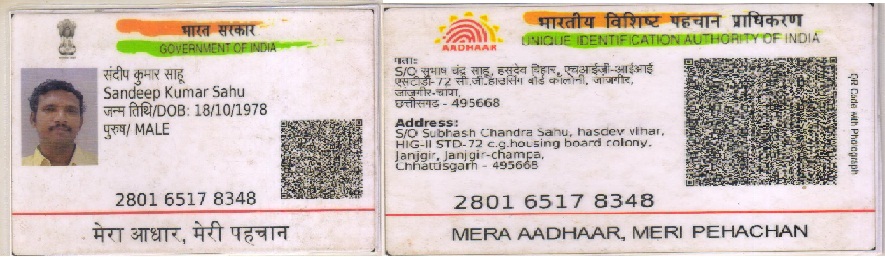 भारत सरकार
GOVERNMENT OF INDIA
संदीप कुमार साहू
Sandeep Kumar Sahu
जन्म तिथि/DOB: 18/10/1978
पुरुष/ MALE
2801 6517 8348
मेरा आधार, मेरी पहचान
भारतीय विशिष्ट पहचान प्राधिकरण
UNIQUE IDENTIFICATION AUTHORITY OF INDIA
AADHAAR
S/O सुभाष चंद्र साहू, हसदेव विहार, एचआईजी-आईआई
एसटीडी-72 सी.जी.हाउसिंग बोर्ड कॉलोनी, जांजगीर,
जांजगीर-चांपा,
छत्तीसगढ - 495668
Address:
S/O Subhash Chandra Sahu, hasdev vihar,
HIG-II STD-72 c.g.housing board colony,
Janjgir, Janjgir-champa,
Chhattisgarh - 495668
QR Code with Photograph
2801 6517 8348
MERA AADHAAR, MERI PEHACHAN